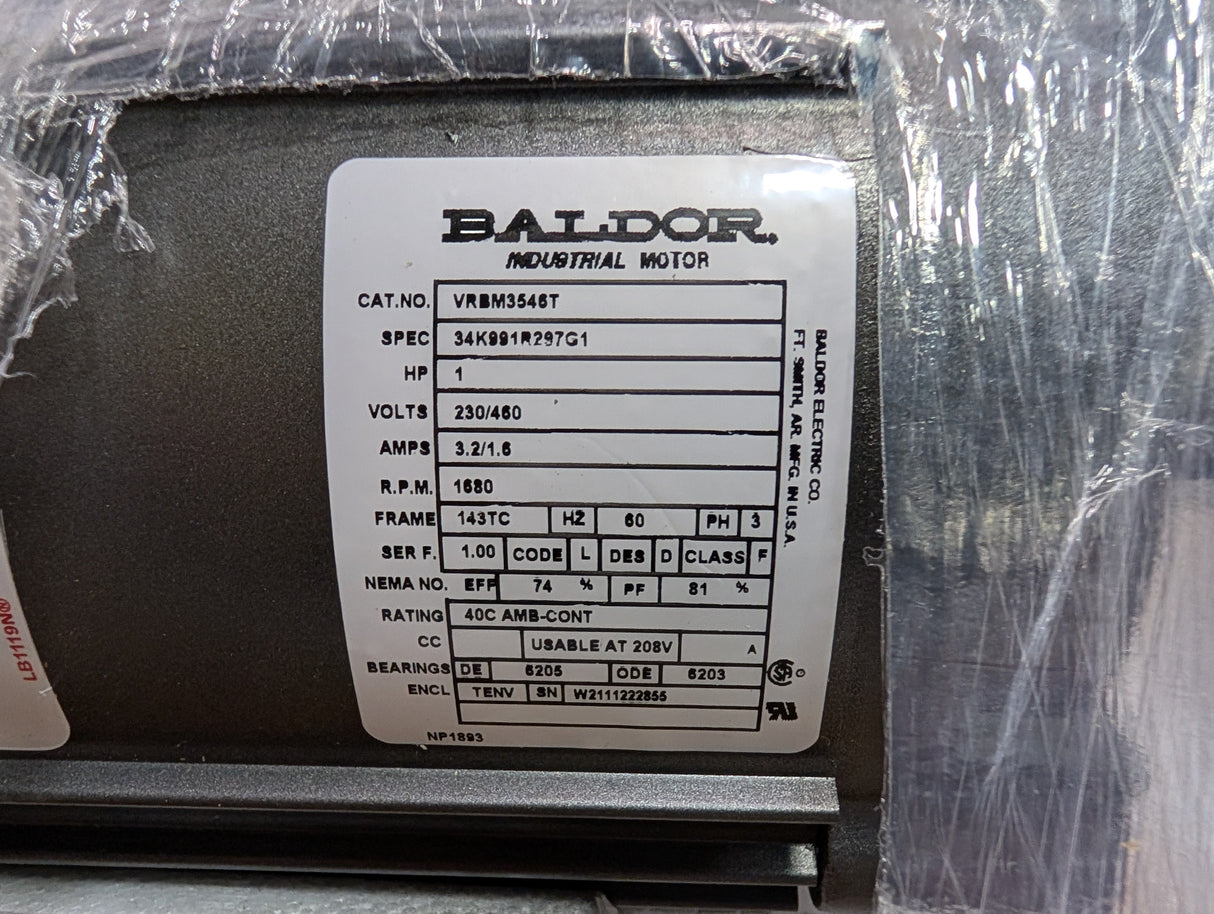 BALDOR
INDUSTRIAL MOTOR
CAT.NO. VRBM3546T
SPEC 34K991R297G1
HP 1
VOLTS 230/460
AMPS 3.2/1.6
R.P.M. 1680
FRAME 143TC HZ 60 PH 3
SER F. 1.00 CODE L DES D CLASS F
NEMA NO. EFF 74 % PF 81 %
RATING 40C AMB-CONT
CC USABLE AT 208V A
BEARINGS DE 6205 ODE 6203
ENCL TENV SN W2111222855
NP1893
BALDOR ELECTRIC CO.
FT. SMITH, AR. MFG. IN U.S.A.
LB1119N®